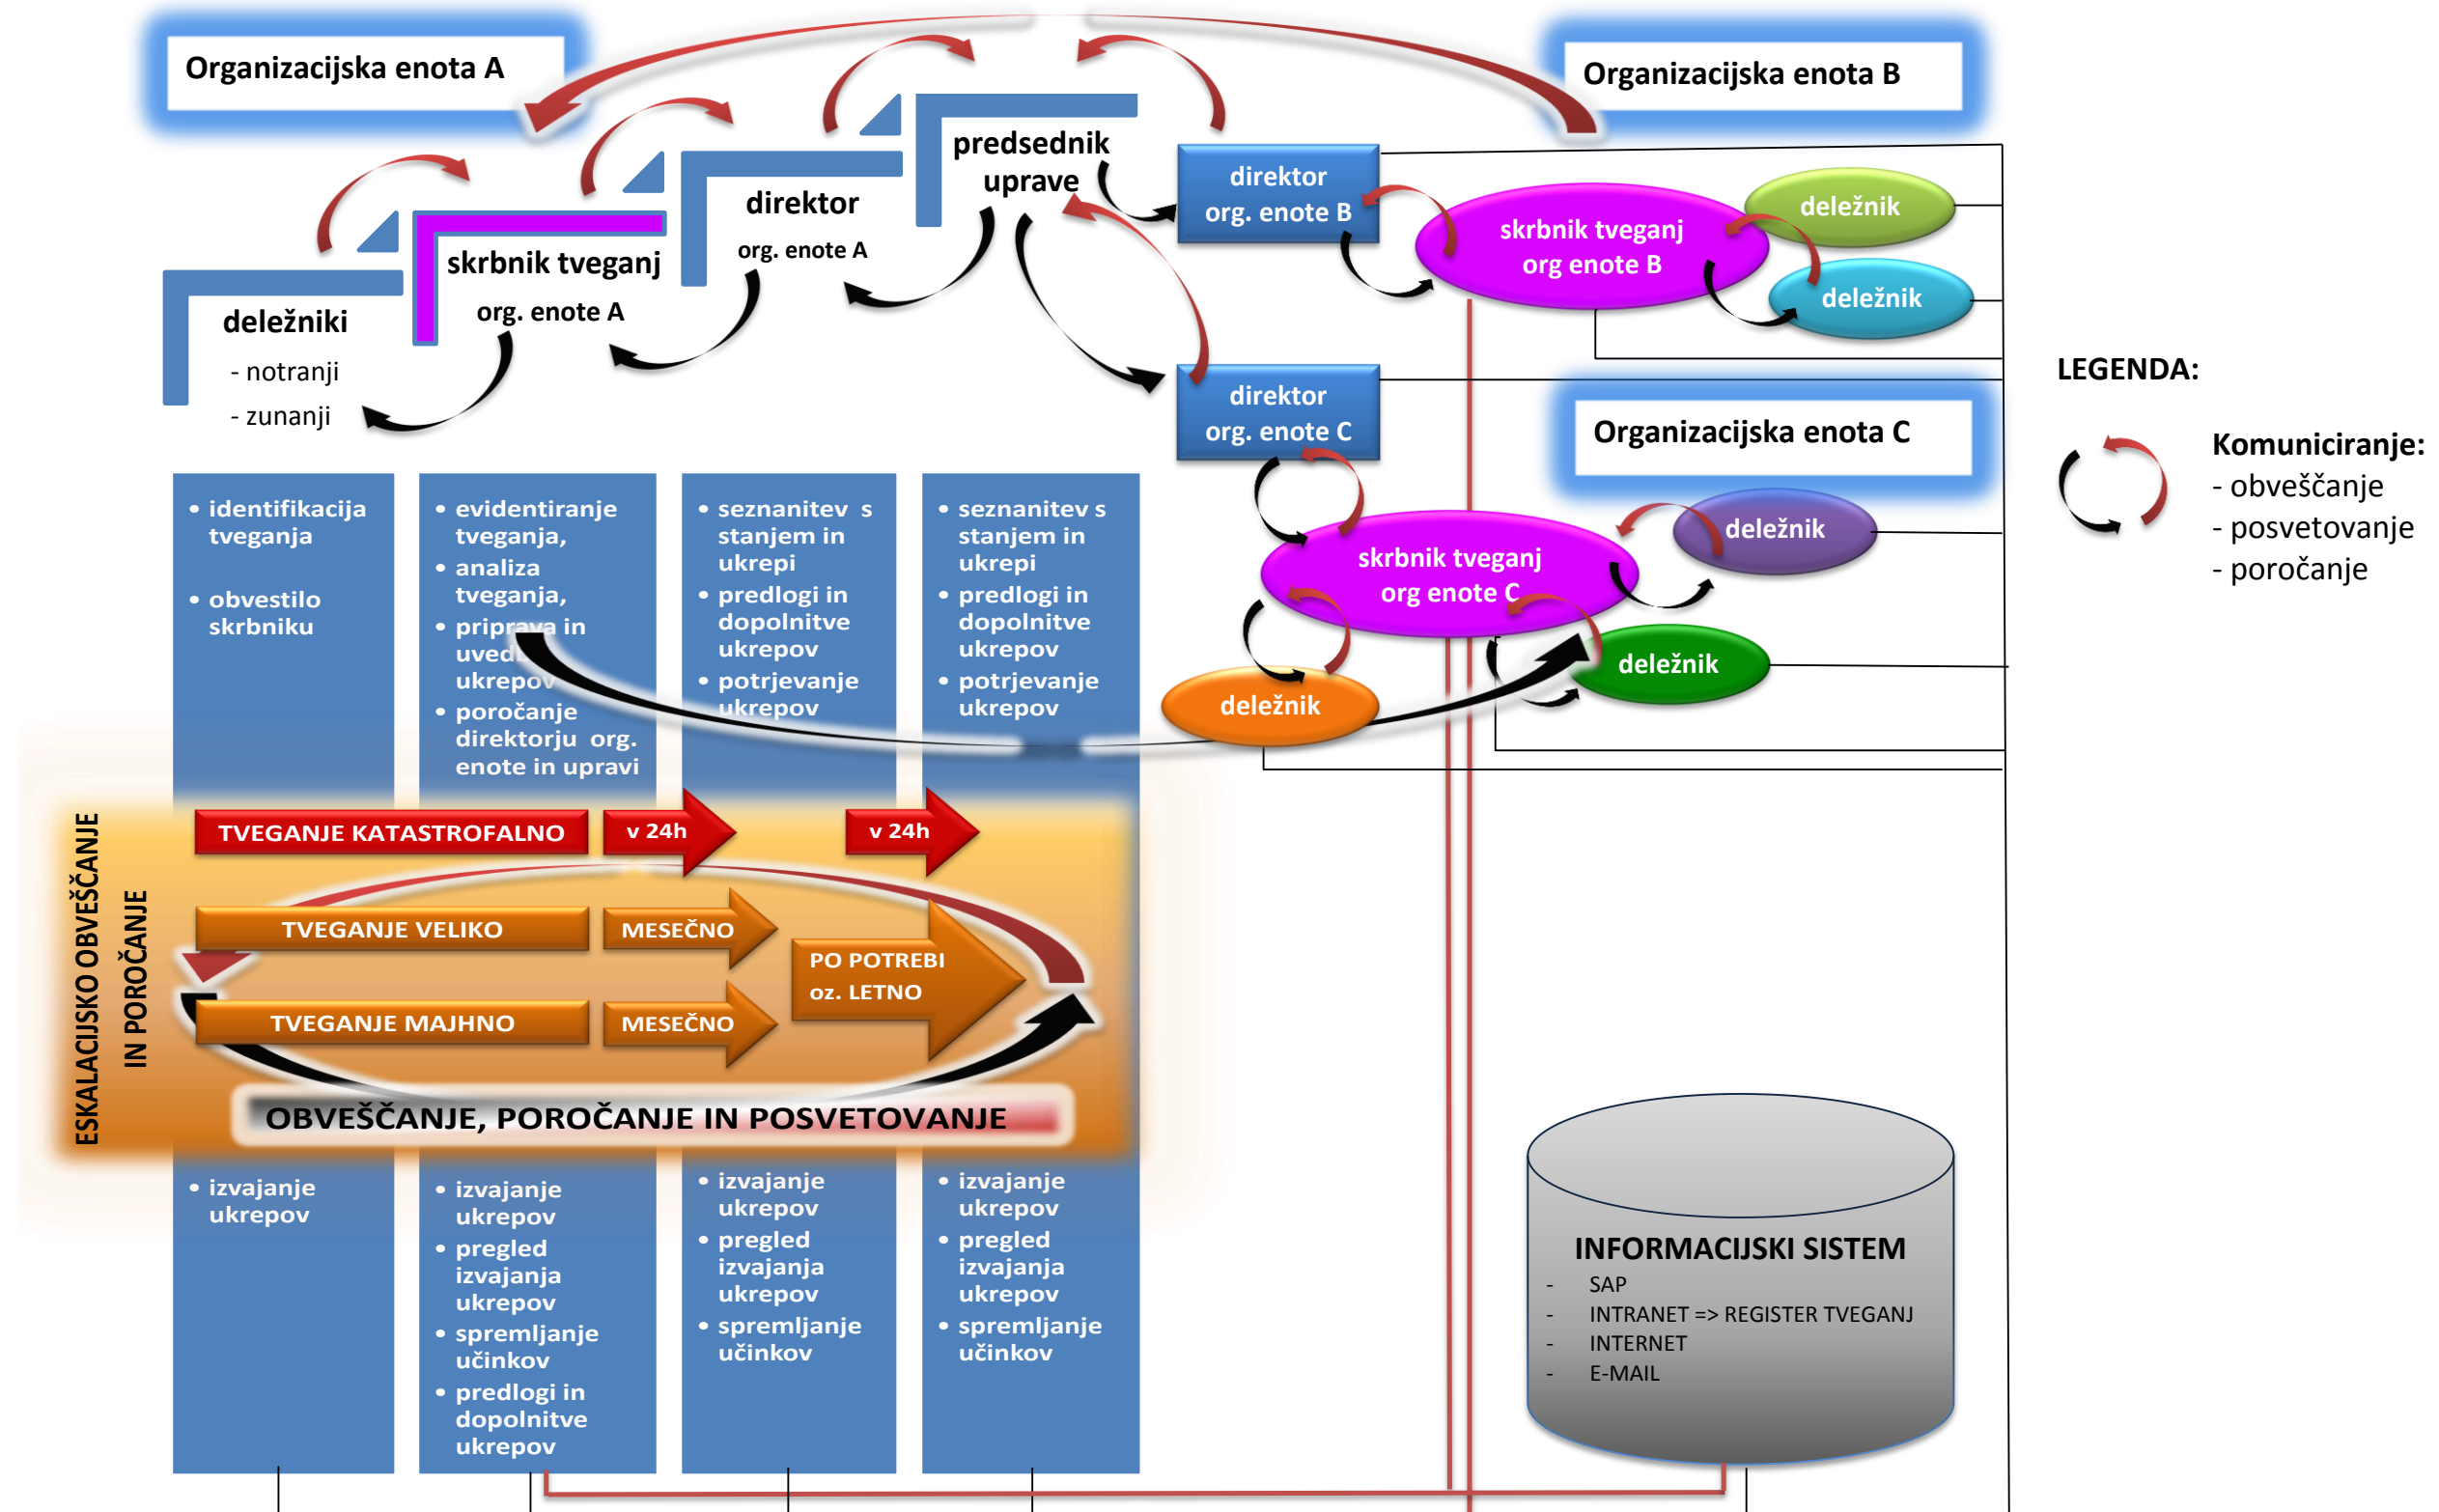 Organizacijska enota A
Organizacijska enota B
predsednik
uprave
direktor
org. enote B
skrbnik tveganj
org enote B
deležnik
deležnik
direktor
org. enote A
skrbnik tveganj
org. enote A
deležniki
- notranji
- zunanji
direktor
org. enote C
Organizacijska enota C
skrbnik tveganj
org enote C
deležnik
deležnik
deležnik
LEGENDA:
Komuniciranje:
- obveščanje
- posvetovanje
- poročanje
• identifikacija
tveganja
• obvestilo
skrbniku
• evidentiranje
tveganja,
• analiza
tveganja,
• priprava in
uvedba
ukrepov
• poročanje
direktorju org.
enote in upravi
• seznanitev s
stanjem in
ukrepi
• predlogi in
dopolnitve
ukrepov
• potrjevanje
ukrepov
• seznanitev s
stanjem in
ukrepi
• predlogi in
dopolnitve
ukrepov
• potrjevanje
ukrepov
ESKALACIJSKO OBVEŠČANJE
IN POROČANJE
TVEGANJE KATASTROFALNO
v 24h
v 24h
TVEGANJE VELIKO
MESEČNO
PO POTREBI
oz. LETNO
TVEGANJE MAJHNO
MESEČNO
OBVEŠČANJE, POROČANJE IN POSVETOVANJE
• izvajanje
ukrepov
• izvajanje
ukrepov
• pregled
izvajanja
ukrepov
• spremljanje
učinkov
• predlogi in
dopolnitve
ukrepov
• izvajanje
ukrepov
• pregled
izvajanja
ukrepov
• spremljanje
učinkov
• izvajanje
ukrepov
• pregled
izvajanja
ukrepov
• spremljanje
učinkov
INFORMACIJSKI SISTEM
- SAP
- INTRANET => REGISTER TVEGANJ
- INTERNET
- E-MAIL